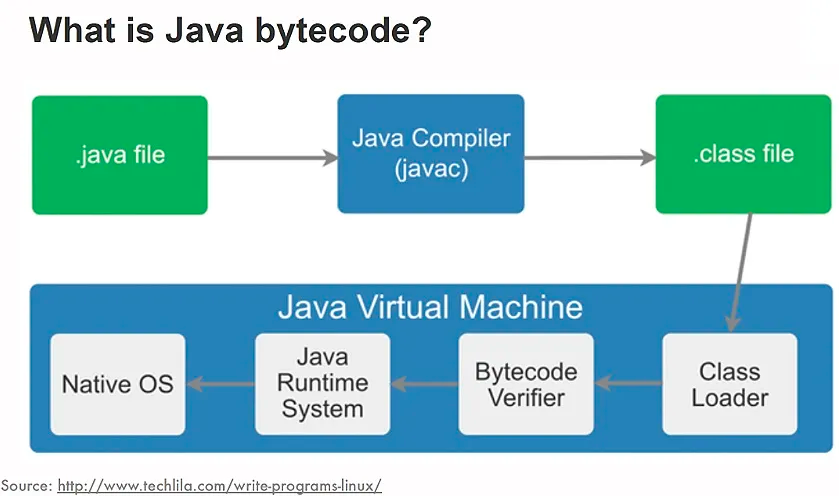 What is Java bytecode?
.java file
Java Compiler
(javac)
.class file
Java Virtual Machine
Native OS
Java
Runtime
System
Bytecode
Verifier
Class
Loader
Source: http://www.techlila.com/write-programs-linux/